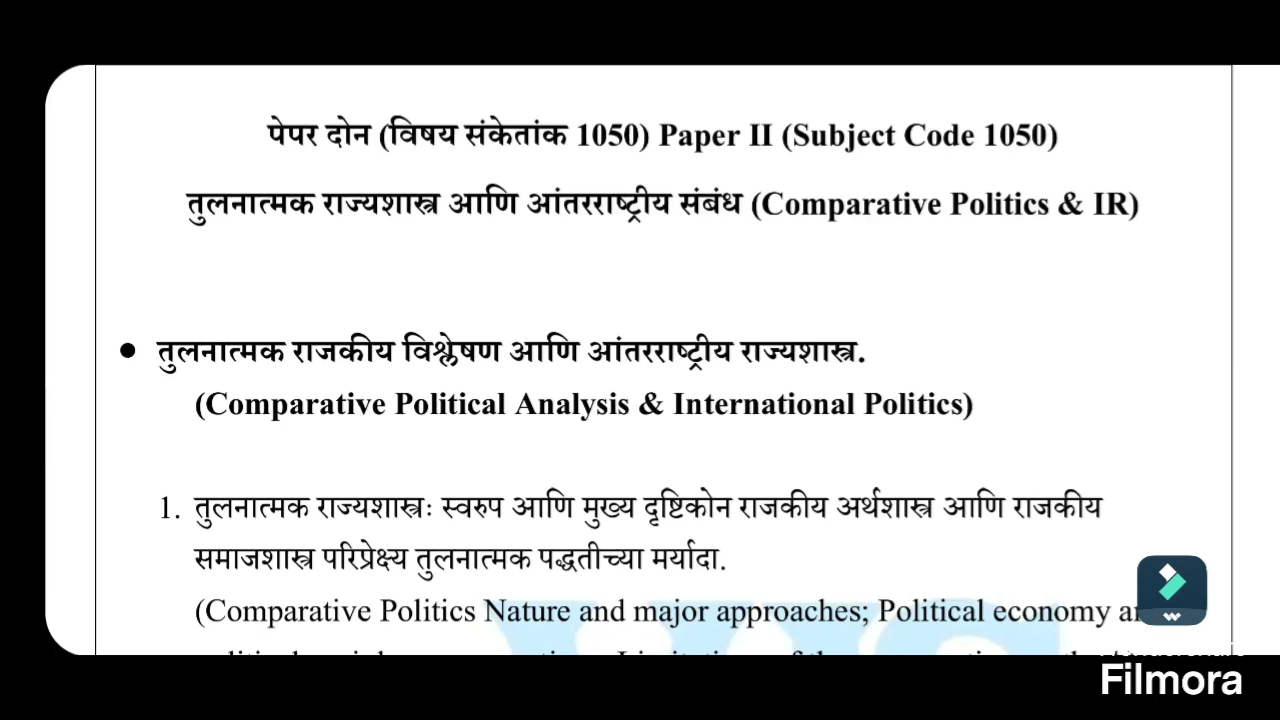 पेपर दोन (विषय संकेतांक 1050) Paper II (Subject Code 1050)
तुलनात्मक राज्यशास्त्र आणि आंतरराष्ट्रीय संबंध (Comparative Politics & IR)
● तुलनात्मक राजकीय विश्लेषण आणि आंतरराष्ट्रीय राज्यशास्त्र.
(Comparative Political Analysis & International Politics)
1. तुलनात्मक राज्यशास्त्रः स्वरुप आणि मुख्य दृष्टिकोन राजकीय अर्थशास्त्र आणि राजकीय
समाजशास्त्र परिप्रेक्ष्य तुलनात्मक पद्धतीच्या मर्यादा.
(Comparative Politics Nature and major approaches; Political economy
Filmora